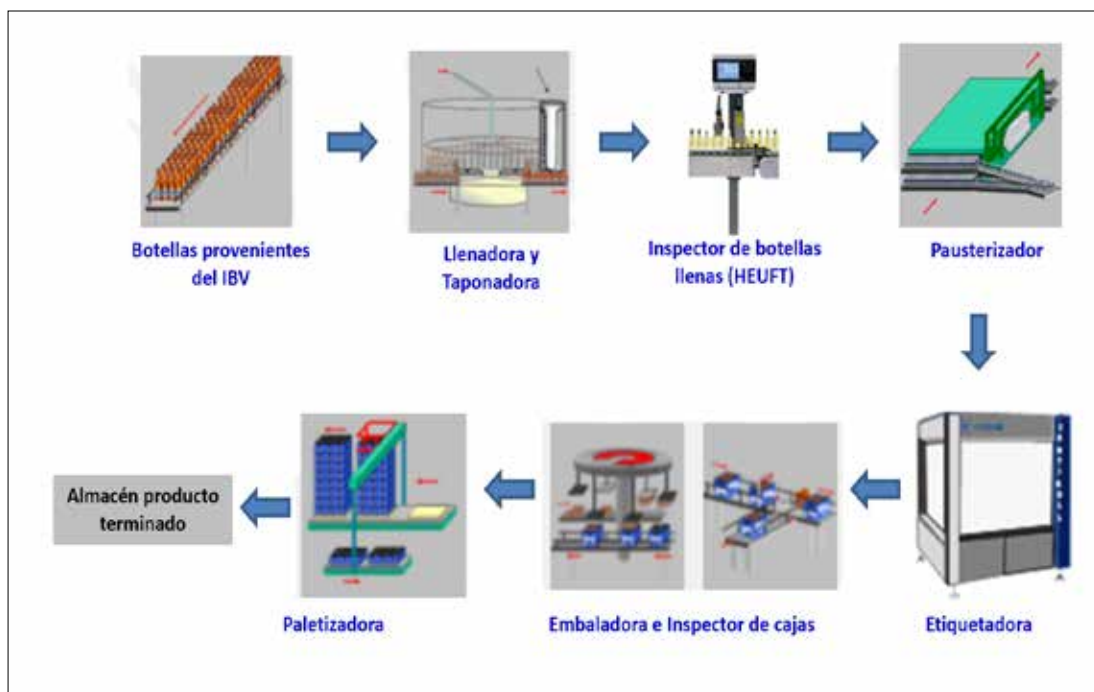 Botellas provenientes
del IBV
Llenadora y
Taponadora
Inspector de botellas
llenas (HEUFT)
Pausterizador
Almacén producto
terminado
Paletizadora
Embaladora e Inspector de cajas
Etiquetadora